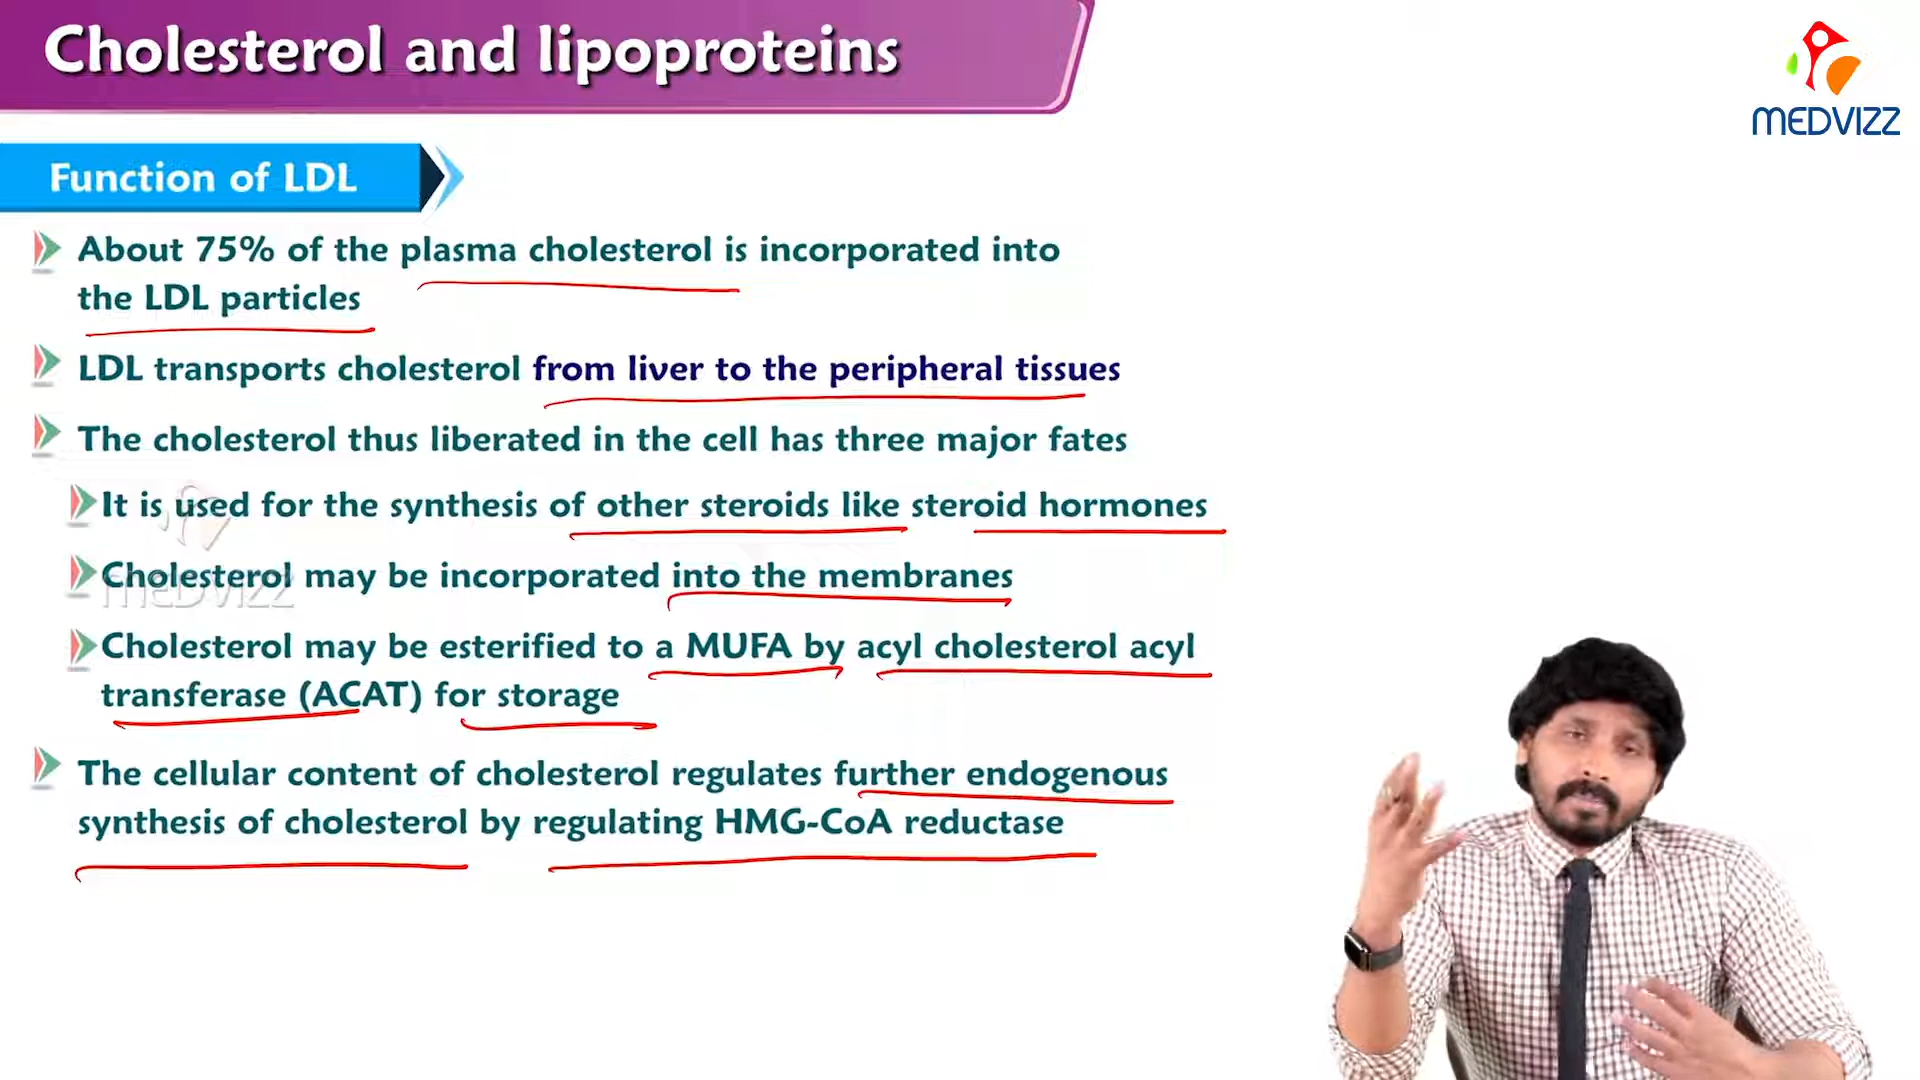 Cholesterol and lipoproteins
MEDVIZZ
Function of LDL
About 75% of the plasma cholesterol is incorporated into
the LDL particles
LDL transports cholesterol from liver to the peripheral tissues
The cholesterol thus liberated in the cell has three major fates
It is used for the synthesis of other steroids like steroid hormones
Cholesterol may be incorporated into the membranes
MEDVIZZ
Cholesterol may be esterified to a MUFA by acyl cholesterol acyl
transferase (ACAT) for storage
The cellular content of cholesterol regulates further endogenous
synthesis of cholesterol by regulating HMG-CoA reductase